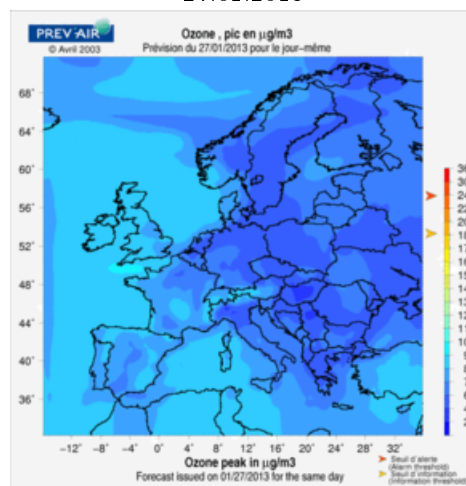 PREV'AIR
© Avril 2003
Ozone , pic en µg/m3
Prévision du 27/01/2013 pour le jour-même
68°
64°
60°
56°
52°
48°
44°
40°
36°
-12° -8° -4° 0° 4° 8° 12° 16° 20° 24° 28° 32°
Ozone peak in µg/m3
Forecast issued on 01/27/2013 for the same day
Seuil d'alerte
(Alarm threshold)
Seuil d'information
(Information threshold)